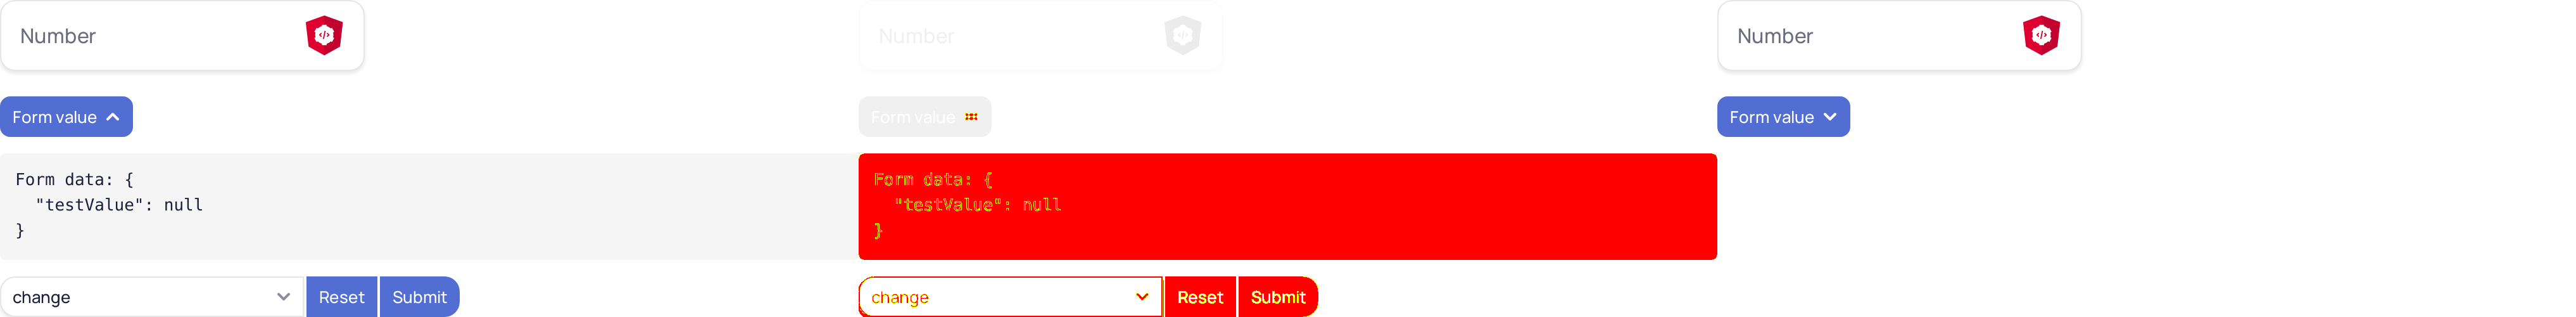 Number
Form value
Form data: {
  "testValue": null
}
change
Reset
Submit
Number
Form value
Form data: {
  "testValue": null
}
change
Reset
Submit
Number
Form value